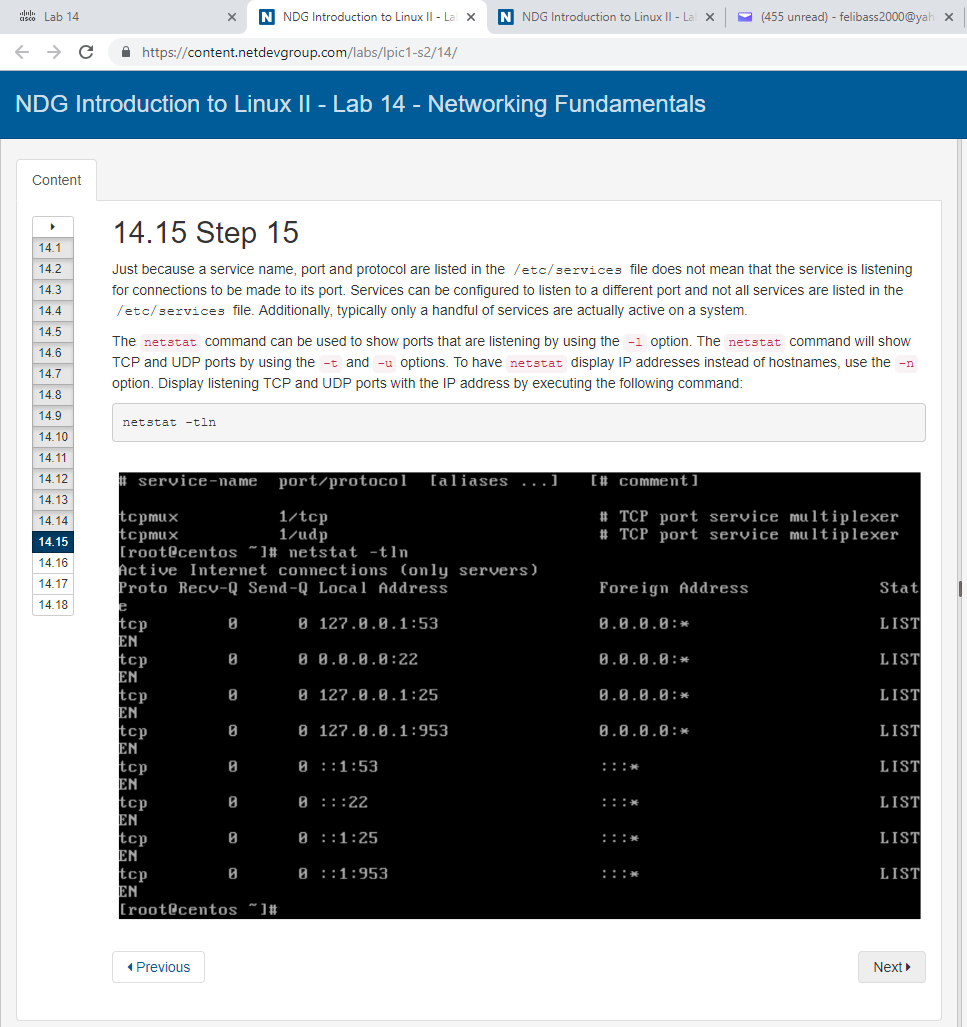 Lab 14
NDG Introduction to Linux II - La
NDG Introduction to Linux II - La
(455 unread) - felibass2000@yah
https://content.netdevgroup.com/labs/lpic1-s2/14/
NDG Introduction to Linux II - Lab 14 - Networking Fundamentals
Content
14.1
14.2
14.3
14.4
14.5
14.6
14.7
14.8
14.9
14.10
14.11
14.12
14.13
14.14
14.15
14.16
14.17
14.18
14.15 Step 15
Just because a service name, port and protocol are listed in the /etc/services file does not mean that the service is listening
for connections to be made to its port. Services can be configured to listen to a different port and not all services are listed in the
/etc/services file. Additionally, typically only a handful of services are actually active on a system.
The netstat command can be used to show ports that are listening by using the -l option. The netstat command will show
TCP and UDP ports by using the -t and -u options. To have netstat display IP addresses instead of hostnames, use the -n
option. Display listening TCP and UDP ports with the IP address by executing the following command:
netstat -tln
# service-name  port/protocol  [aliases ...]   [# comment]
tcpmux          1/tcp                           # TCP port service multiplexer
tcpmux          1/udp                           # TCP port service multiplexer
[root@centos ~]# netstat -tln
Active Internet connections (only servers)
Proto Recv-Q Send-Q Local Address               Foreign Address             Stat
e
tcp        0      0 127.0.0.1:53                0.0.0.0:*                   LIST
EN
tcp        0      0 0.0.0.0:22                  0.0.0.0:*                   LIST
EN
tcp        0      0 127.0.0.1:25                0.0.0.0:*                   LIST
EN
tcp        0      0 127.0.0.1:953               0.0.0.0:*                   LIST
EN
tcp        0      0 ::1:53                      :::*                        LIST
EN
tcp        0      0 :::22                       :::*                        LIST
EN
tcp        0      0 ::1:25                      :::*                        LIST
EN
tcp        0      0 ::1:953                     :::*                        LIST
EN
[root@centos ~]#
Previous
Next